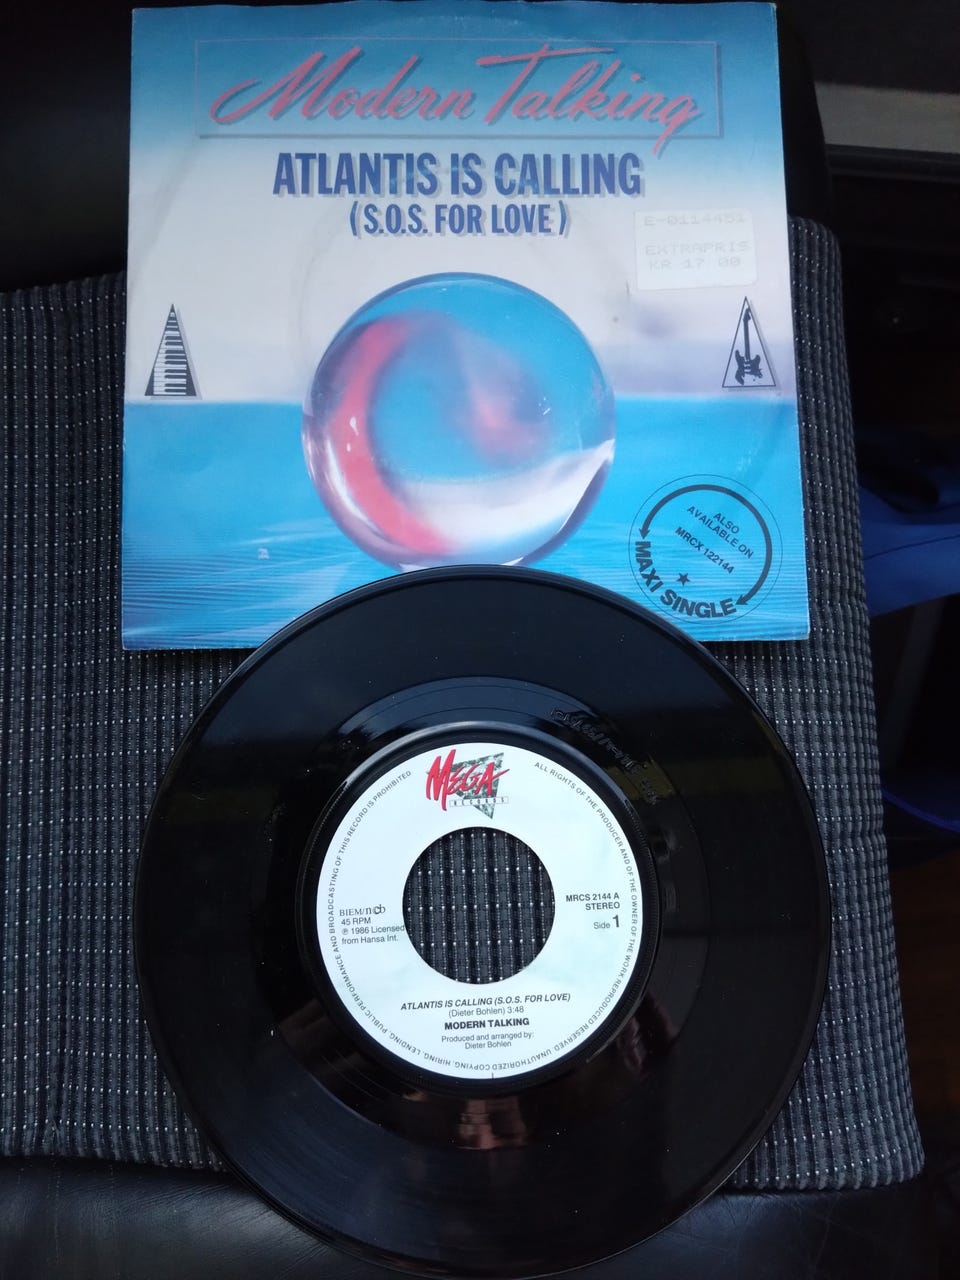 Modern Talking
ATLANTIS IS CALLING
(S.O.S. FOR LOVE)
E-0114451
EXTRAPRIS
KR 17 00
ALSO
AVAILABLE ON
MRCX 122144
MAXI SINGLE
MEGA
RECORDS
ALL RIGHTS OF THE PRODUCER AND OF THE OWNER OF THE WORK REPRODUCED RESERVED. UNAUTHORIZED COPYING, HIRING, LENDING, PUBLIC PERFORMANCE AND BROADCASTING OF THIS RECORD IS PROHIBITED
BIEM/ncb
45 RPM
℗ 1986 Licensed
from Hansa Int.
MRCS 2144 A
STEREO
Side 1
ATLANTIS IS CALLING (S.O.S. FOR LOVE)
(Dieter Bohlen) 3:48
MODERN TALKING
Produced and arranged by:
Dieter Bohlen